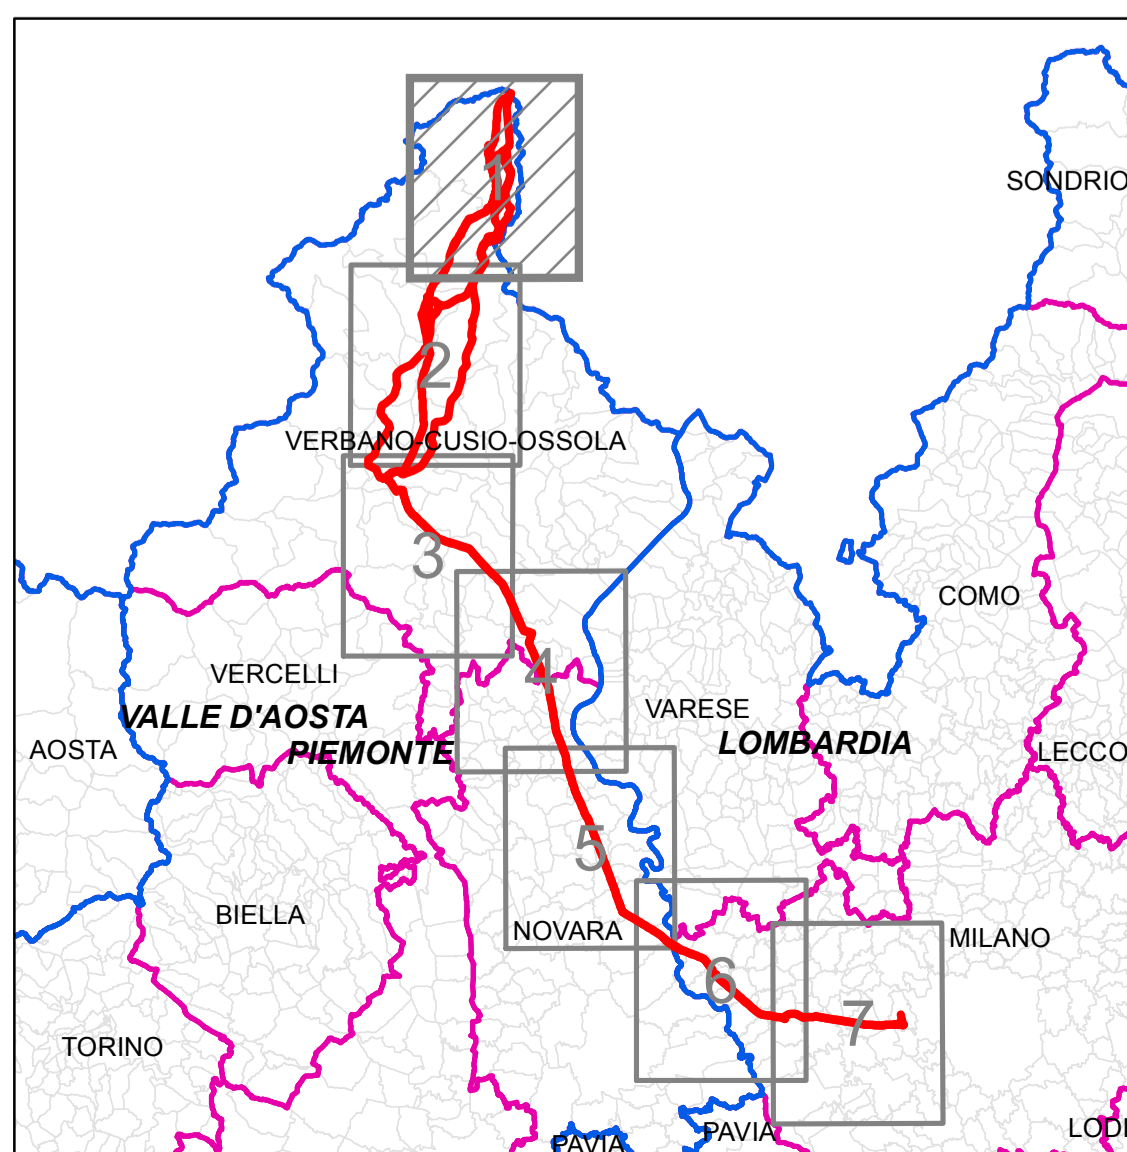 1
SONDRIO
2
VERBANO-CUSIO-OSSOLA
3
COMO
4
VERCELLI
VARESE
VALLE D'AOSTA
AOSTA
PIEMONTE
LOMBARDIA
LECCO
5
BIELLA
NOVARA
MILANO
6
7
TORINO
PAVIA
PAVIA
LODI